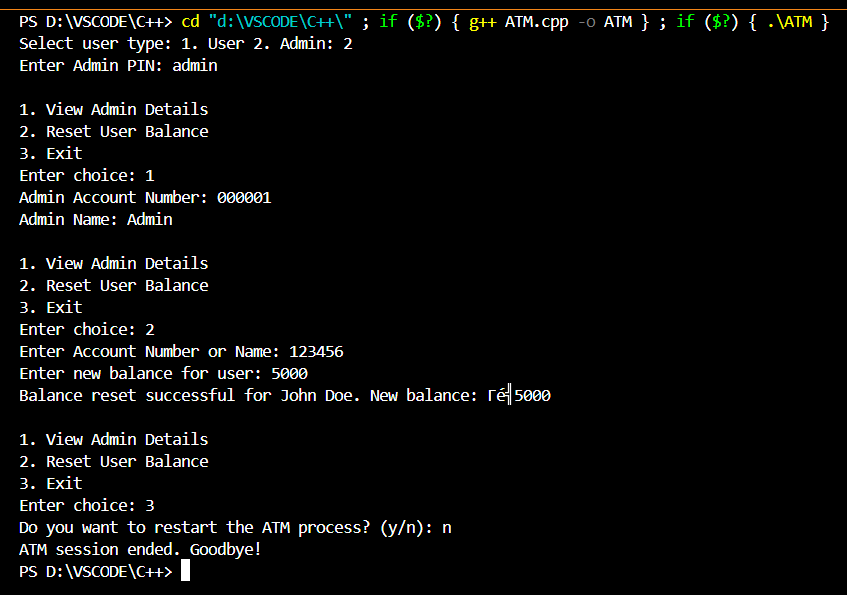 PS D:\VSCODE\C++> cd "d:\VSCODE\C++\" ; if ($?) { g++ ATM.cpp -o ATM } ; if ($?) { .\ATM }
Select user type: 1. User 2. Admin: 2
Enter Admin PIN: admin
1. View Admin Details
2. Reset User Balance
3. Exit
Enter choice: 1
Admin Account Number: 000001
Admin Name: Admin
1. View Admin Details
2. Reset User Balance
3. Exit
Enter choice: 2
Enter Account Number or Name: 123456
Enter new balance for user: 5000
Balance reset successful for John Doe. New balance: Γé╣5000
1. View Admin Details
2. Reset User Balance
3. Exit
Enter choice: 3
Do you want to restart the ATM process? (y/n): n
ATM session ended. Goodbye!
PS D:\VSCODE\C++>